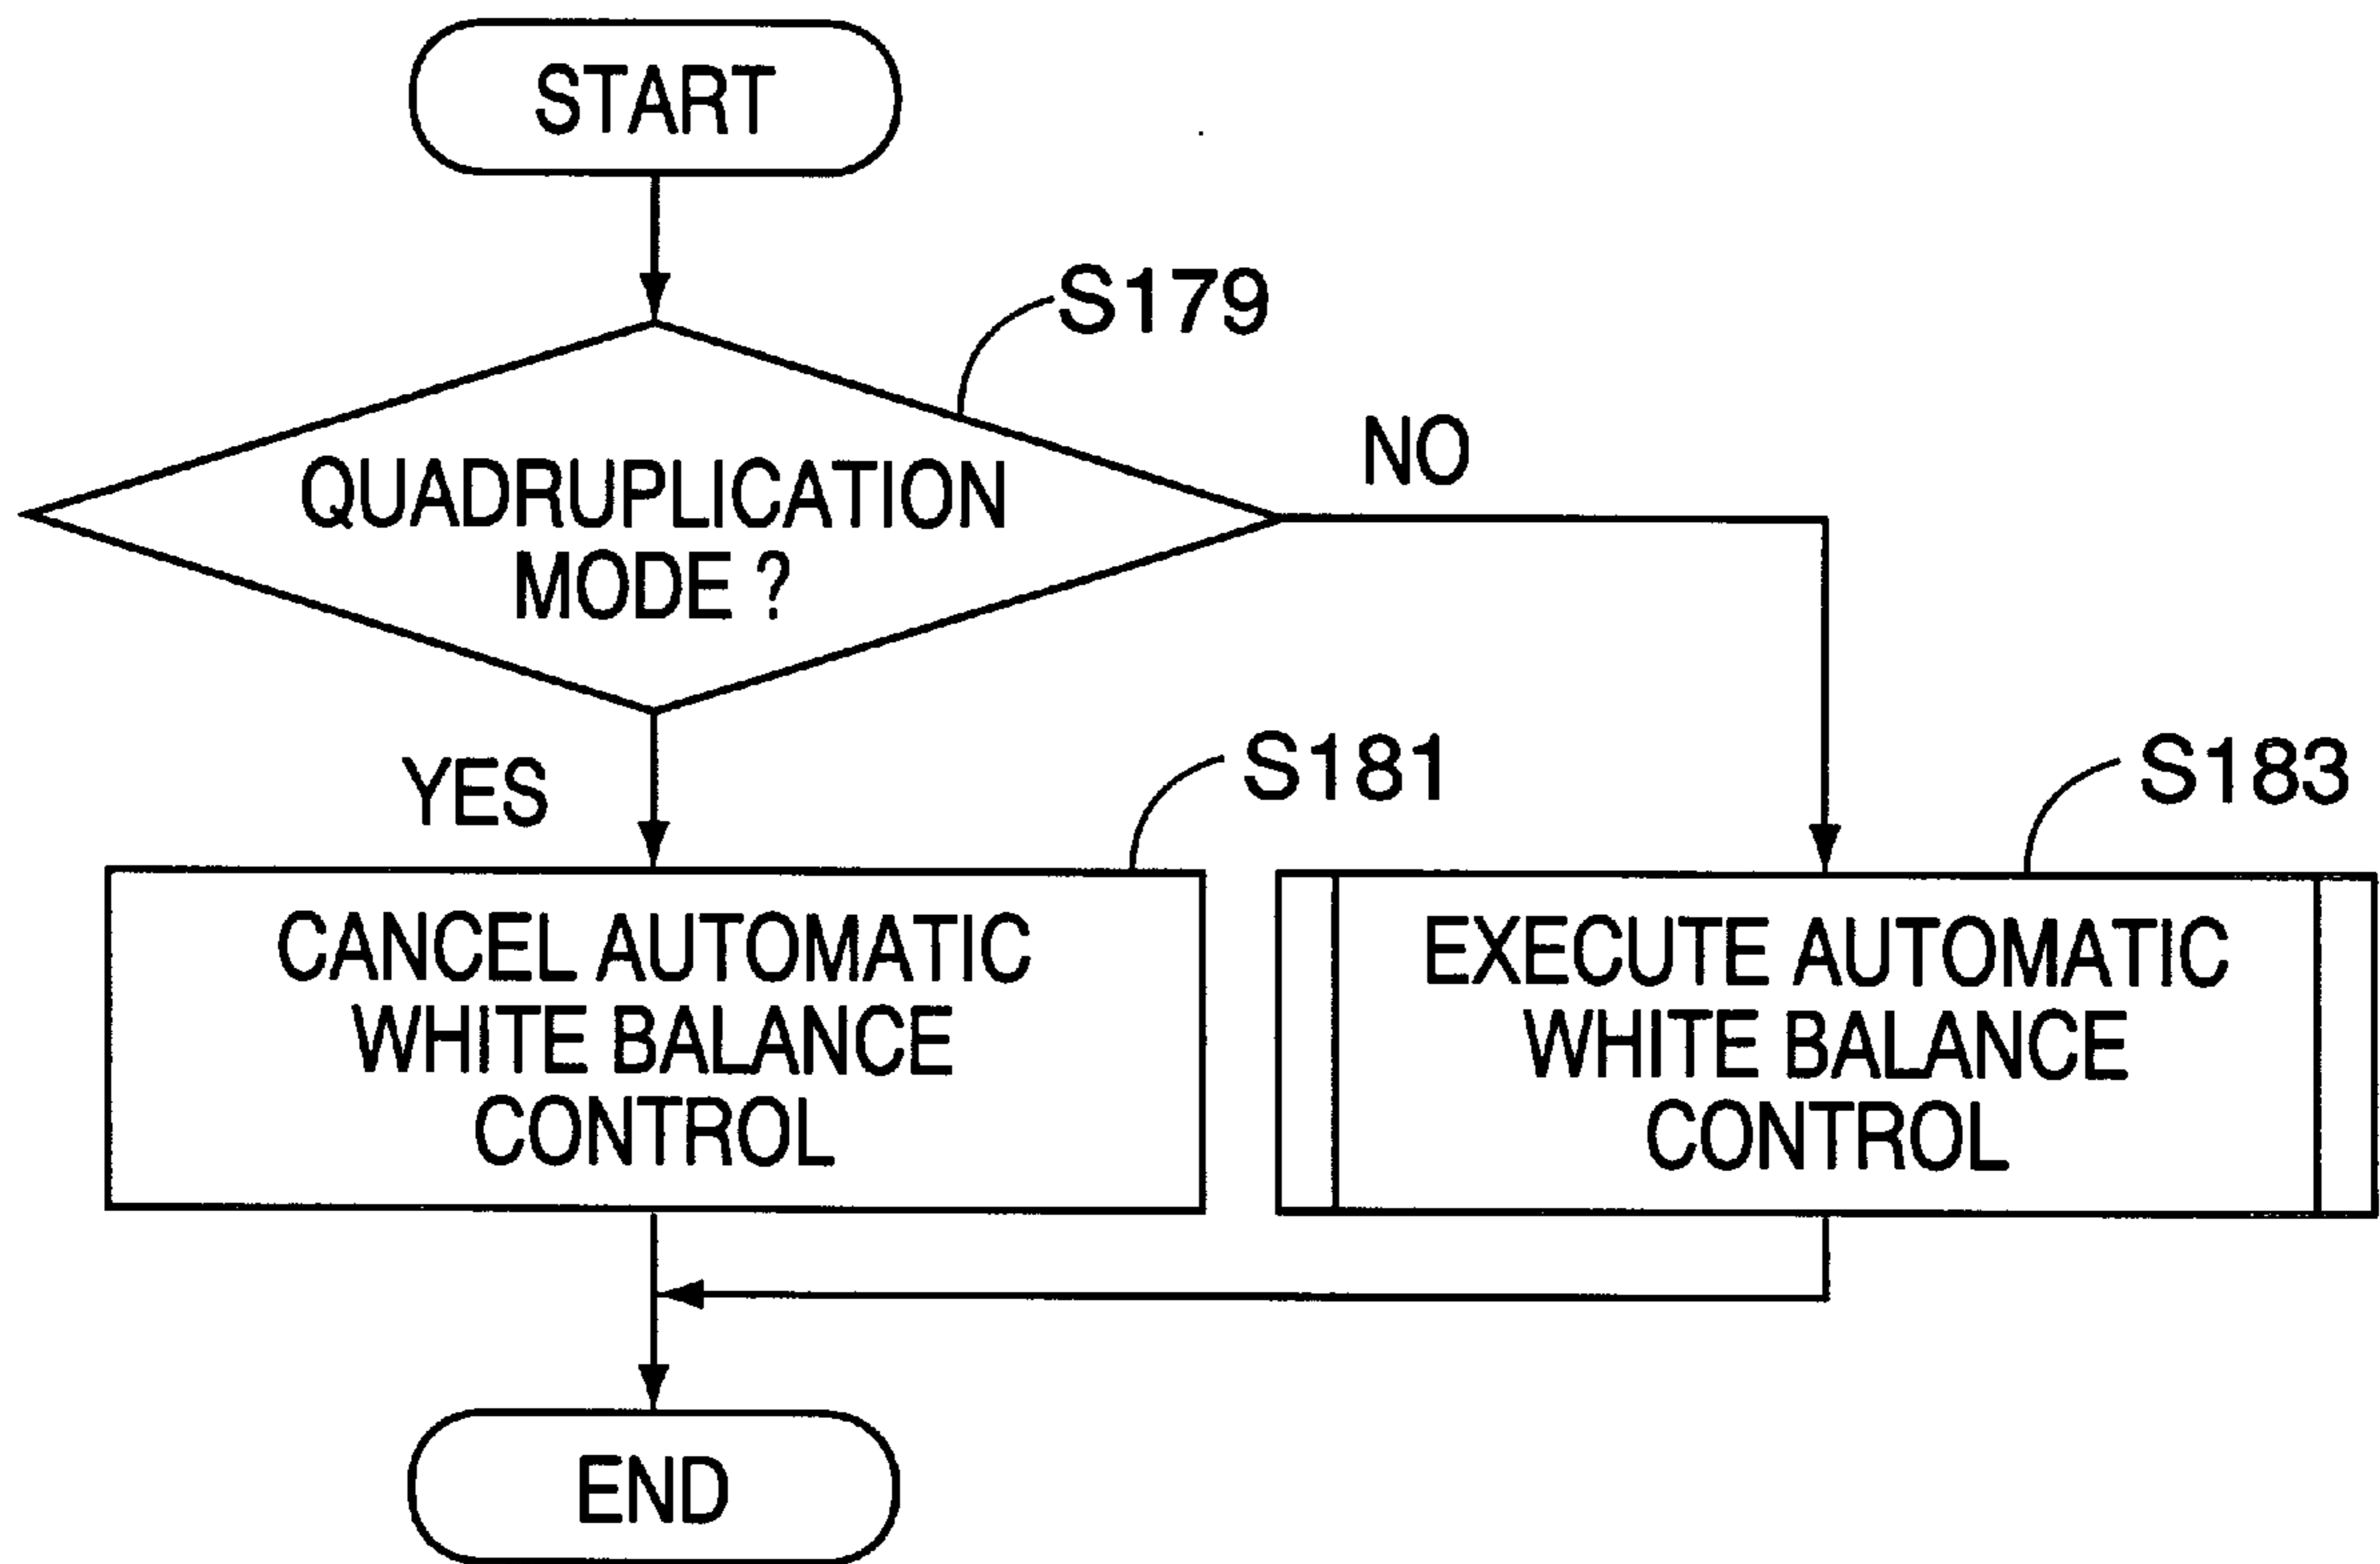 START
S179
NO
QUADRUPLICATION
MODE ?
YES
S181
S183
CANCEL AUTOMATIC
WHITE BALANCE
CONTROL
EXECUTE AUTOMATIC
WHITE BALANCE
CONTROL
END